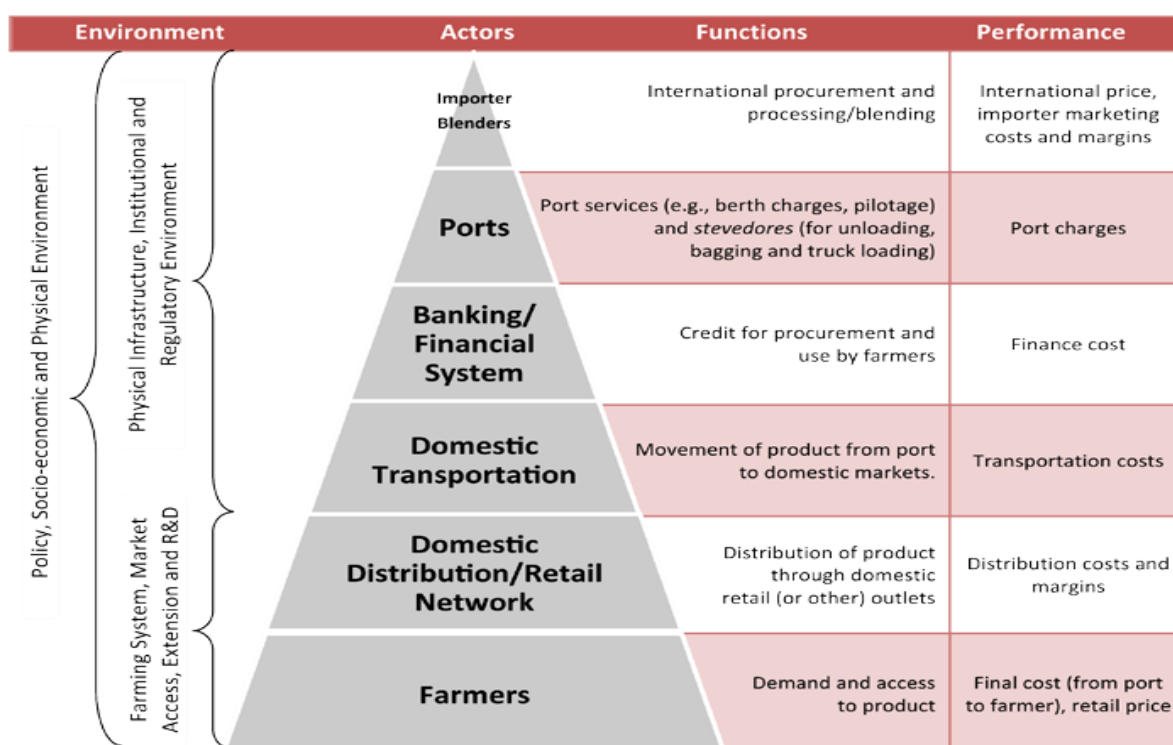 Environment Actors Functions Performance
Policy, Socio-economic and Physical Environment
Physical Infrastructure, Institutional and
Regulatory Environment
Farming System, Market
Access, Extension and R&D
Importer
Blenders
International procurement and
processing/blending
International price,
importer marketing
costs and margins
Ports
Port services (e.g., berth charges, pilotage)
and stevedores (for unloading,
bagging and truck loading)
Port charges
Banking/
Financial
System
Credit for procurement and
use by farmers
Finance cost
Domestic
Transportation
Movement of product from port
to domestic markets.
Transportation costs
Domestic
Distribution/Retail
Network
Distribution of product
through domestic
retail (or other) outlets
Distribution costs and
margins
Farmers
Demand and access
to product
Final cost (from port
to farmer), retail price